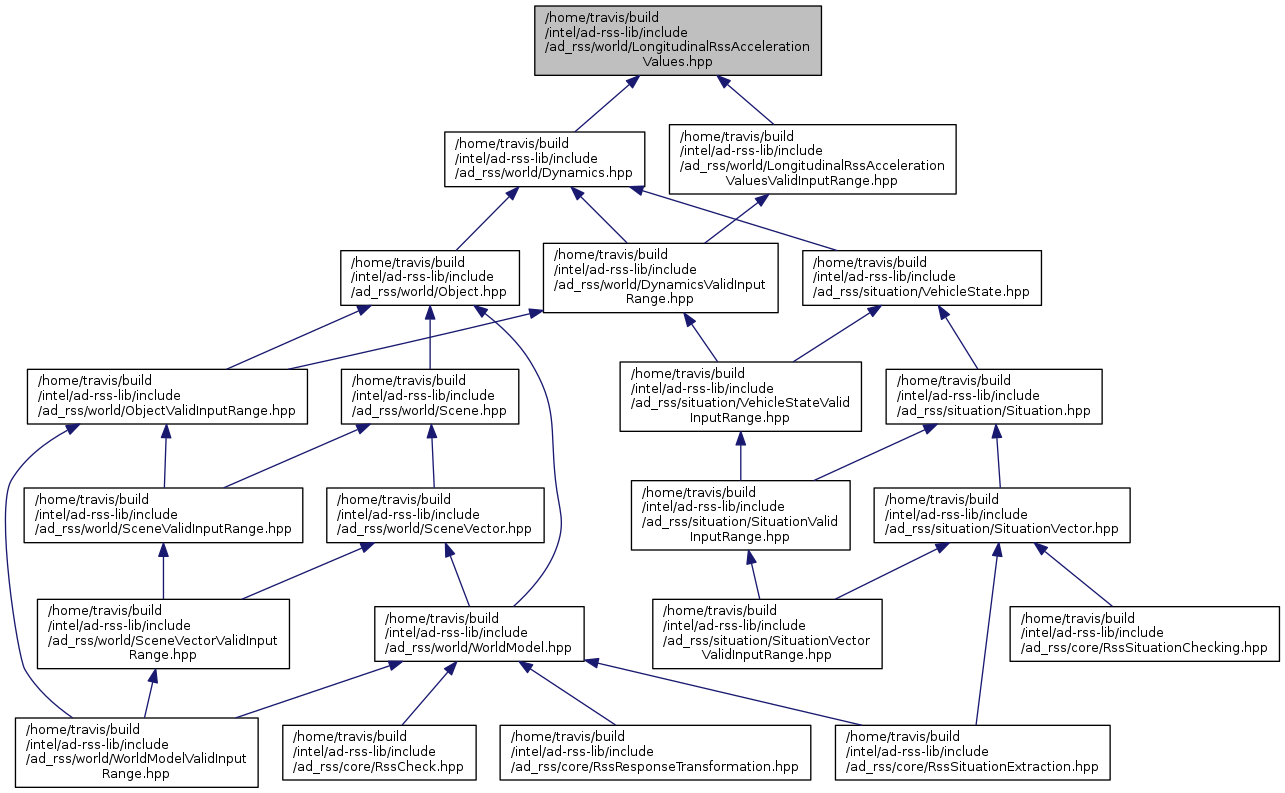 /home/travis/build
/intel/ad-rss-lib/include
/ad_rss/world/LongitudinalRssAcceleration
Values.hpp
/home/travis/build
/intel/ad-rss-lib/include
/ad_rss/world/Dynamics.hpp
/home/travis/build
/intel/ad-rss-lib/include
/ad_rss/world/LongitudinalRssAcceleration
ValuesValidInputRange.hpp
/home/travis/build
/intel/ad-rss-lib/include
/ad_rss/world/Object.hpp
/home/travis/build
/intel/ad-rss-lib/include
/ad_rss/world/DynamicsValidInput
Range.hpp
/home/travis/build
/intel/ad-rss-lib/include
/ad_rss/situation/VehicleState.hpp
/home/travis/build
/intel/ad-rss-lib/include
/ad_rss/world/ObjectValidInputRange.hpp
/home/travis/build
/intel/ad-rss-lib/include
/ad_rss/world/Scene.hpp
/home/travis/build
/intel/ad-rss-lib/include
/ad_rss/situation/VehicleStateValid
InputRange.hpp
/home/travis/build
/intel/ad-rss-lib/include
/ad_rss/situation/Situation.hpp
/home/travis/build
/intel/ad-rss-lib/include
/ad_rss/world/SceneValidInputRange.hpp
/home/travis/build
/intel/ad-rss-lib/include
/ad_rss/world/SceneVector.hpp
/home/travis/build
/intel/ad-rss-lib/include
/ad_rss/situation/SituationValid
InputRange.hpp
/home/travis/build
/intel/ad-rss-lib/include
/ad_rss/situation/SituationVector.hpp
/home/travis/build
/intel/ad-rss-lib/include
/ad_rss/world/SceneVectorValidInput
Range.hpp
/home/travis/build
/intel/ad-rss-lib/include
/ad_rss/world/WorldModel.hpp
/home/travis/build
/intel/ad-rss-lib/include
/ad_rss/situation/SituationVector
ValidInputRange.hpp
/home/travis/build
/intel/ad-rss-lib/include
/ad_rss/core/RssSituationChecking.hpp
/home/travis/build
/intel/ad-rss-lib/include
/ad_rss/world/WorldModelValidInput
Range.hpp
/home/travis/build
/intel/ad-rss-lib/include
/ad_rss/core/RssCheck.hpp
/home/travis/build
/intel/ad-rss-lib/include
/ad_rss/core/RssResponseTransformation.hpp
/home/travis/build
/intel/ad-rss-lib/include
/ad_rss/core/RssSituationExtraction.hpp